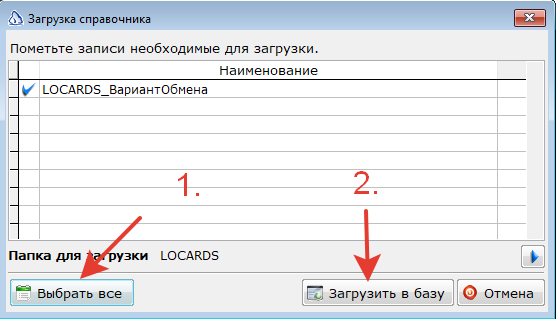 Загрузка справочника
Пометьте записи необходимые для загрузки.
Наименование
LOCARDS_ВариантОбмена
1.
2.
Папка для загрузки LOCARDS
Выбрать все
Загрузить в базу
Отмена